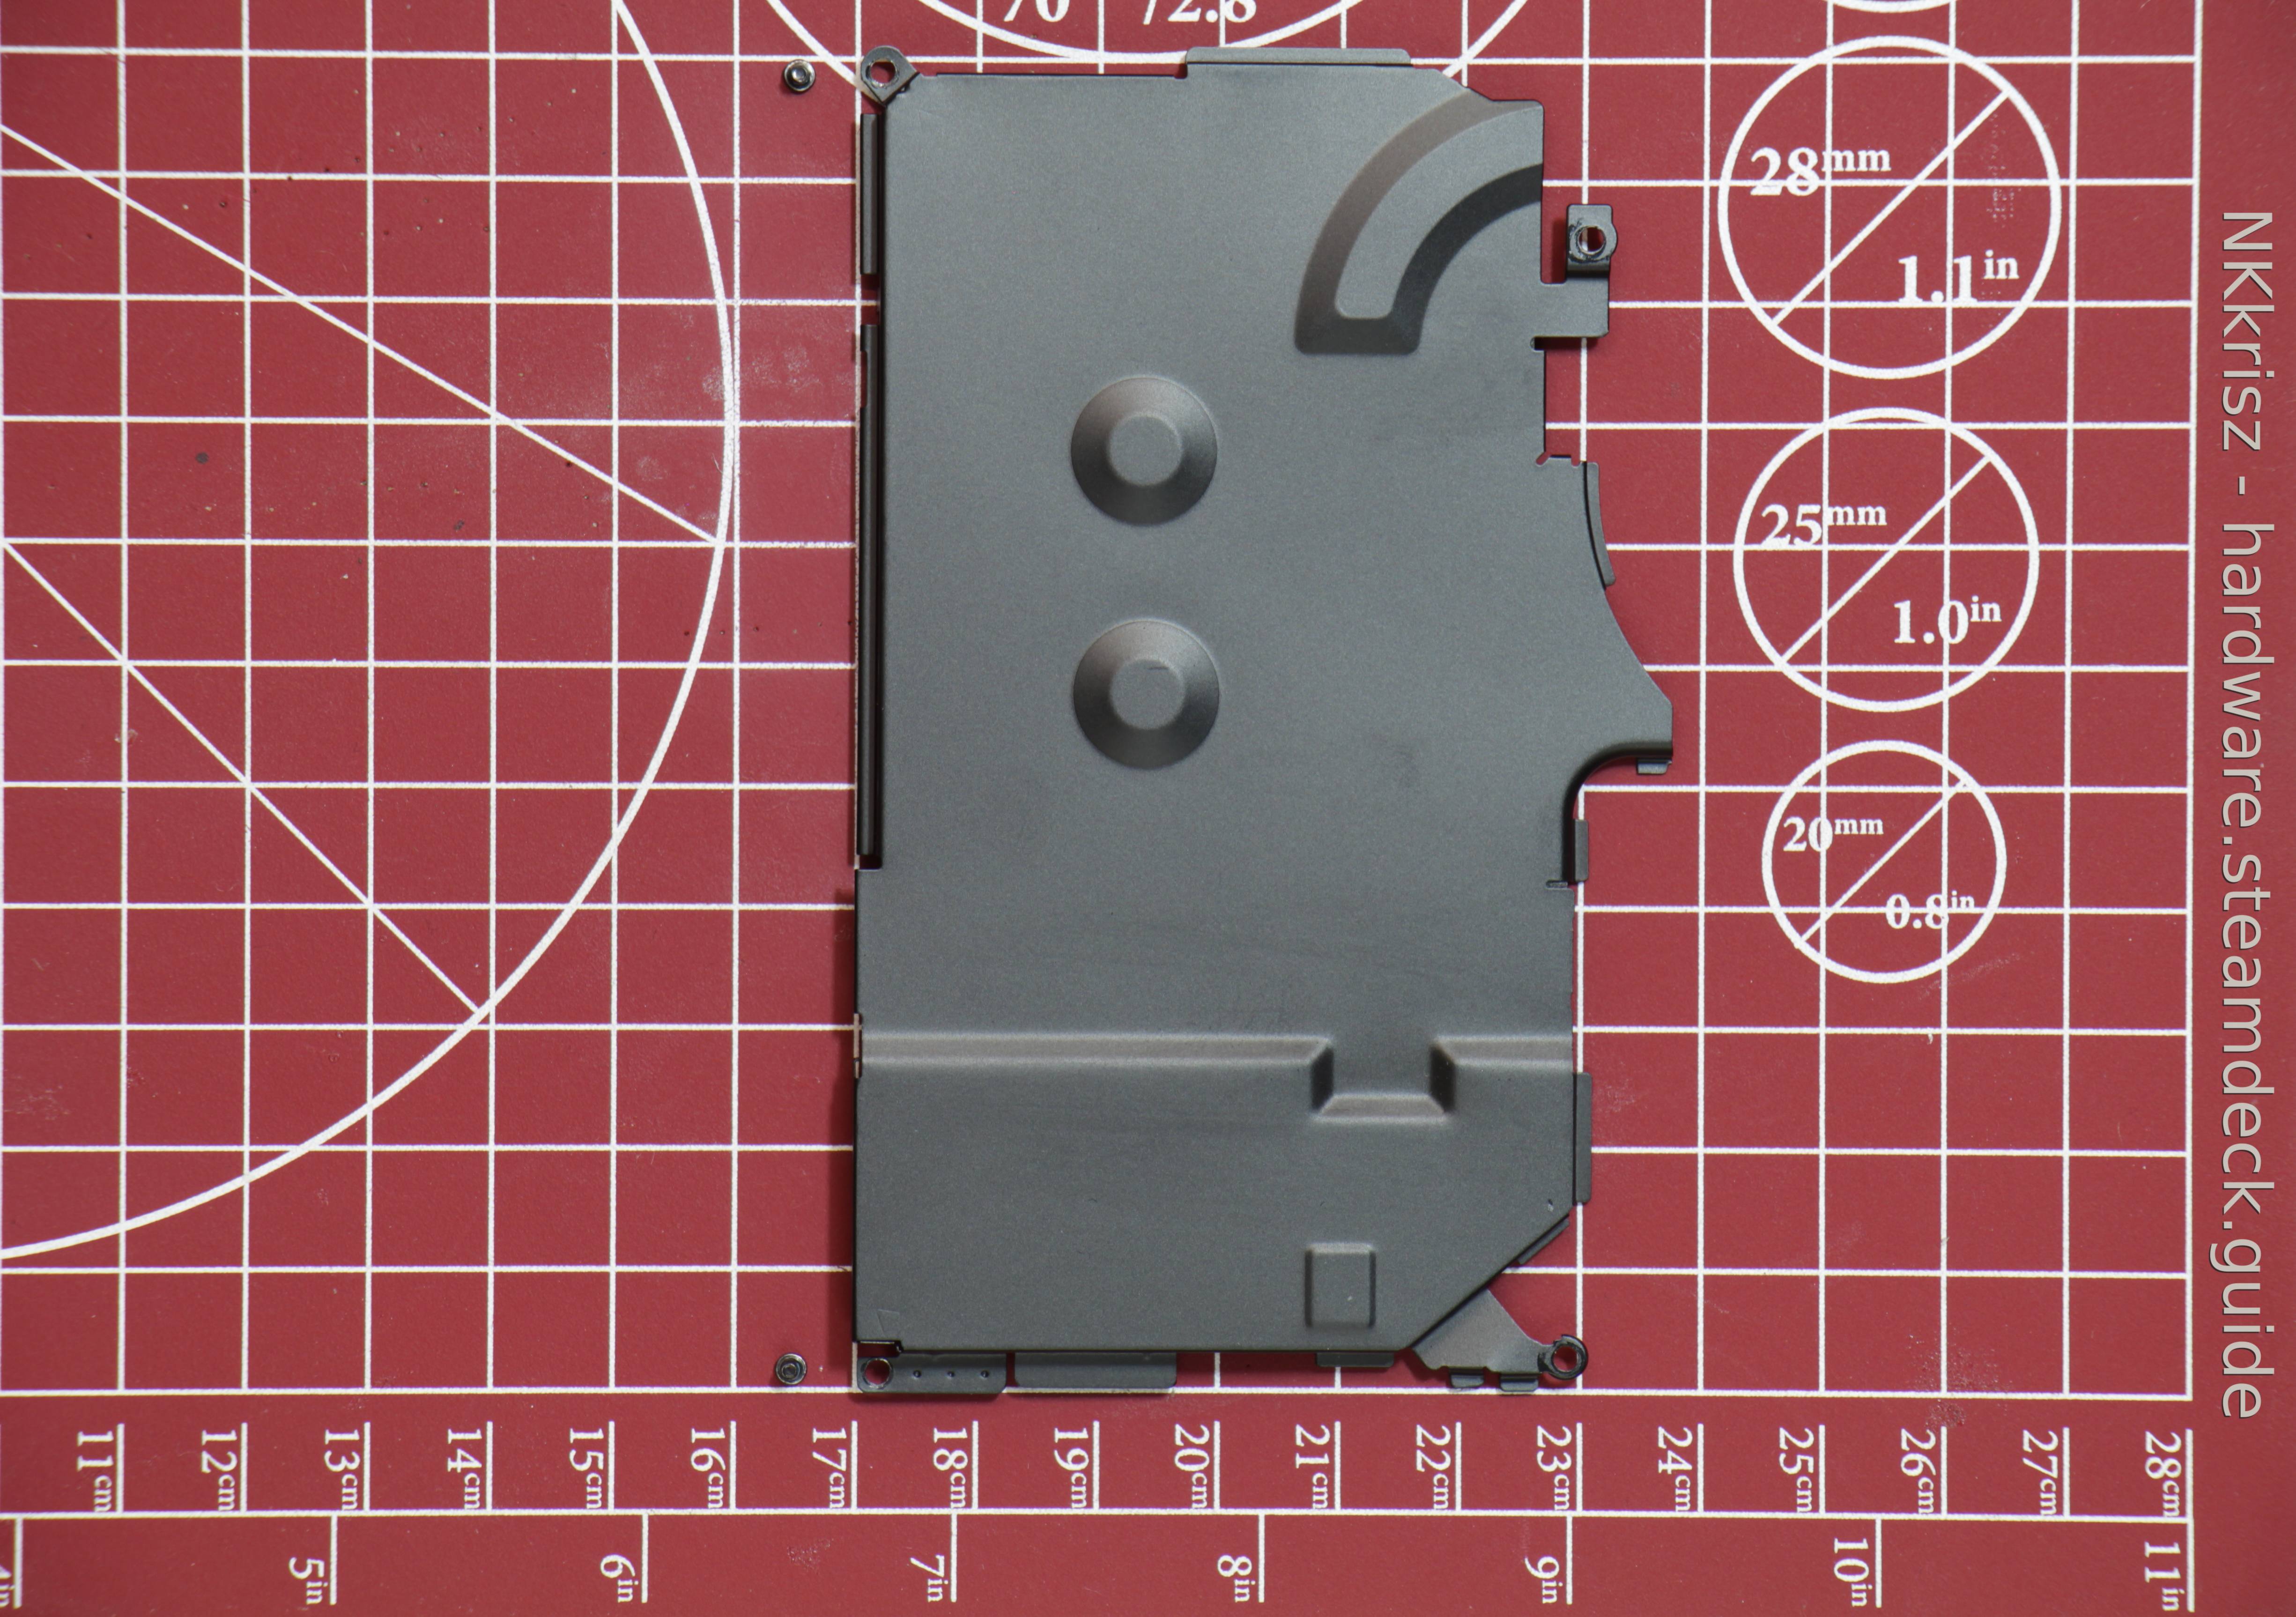 70
72.8
28mm
1.1in
25mm
1.0in
20mm
0.8in
11cm 12cm 13cm 14cm 15cm 16cm 17cm 18cm 19cm 20cm 21cm 22cm 23cm 24cm 25cm 26cm 27cm 28cm
4in 5in 6in 7in 8in 9in 10in 11in
NKkrisz - hardware.steamdeck.guide